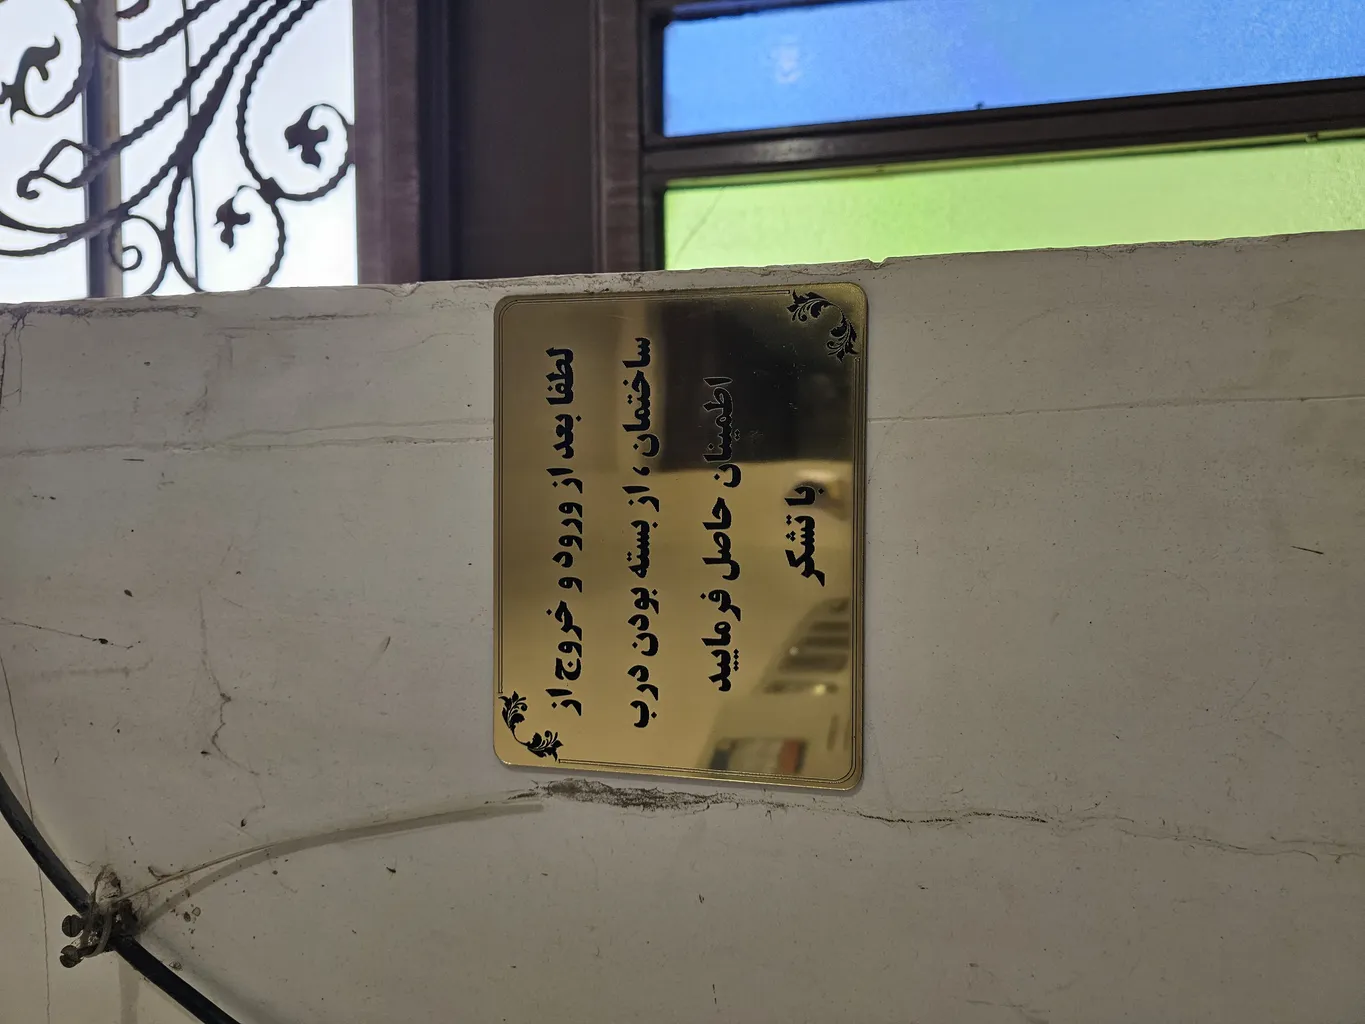 لطفا بعد از ورود و خروج از
ساختمان ، از بسته بودن درب
اطمینان حاصل فرمایید
با تشکر